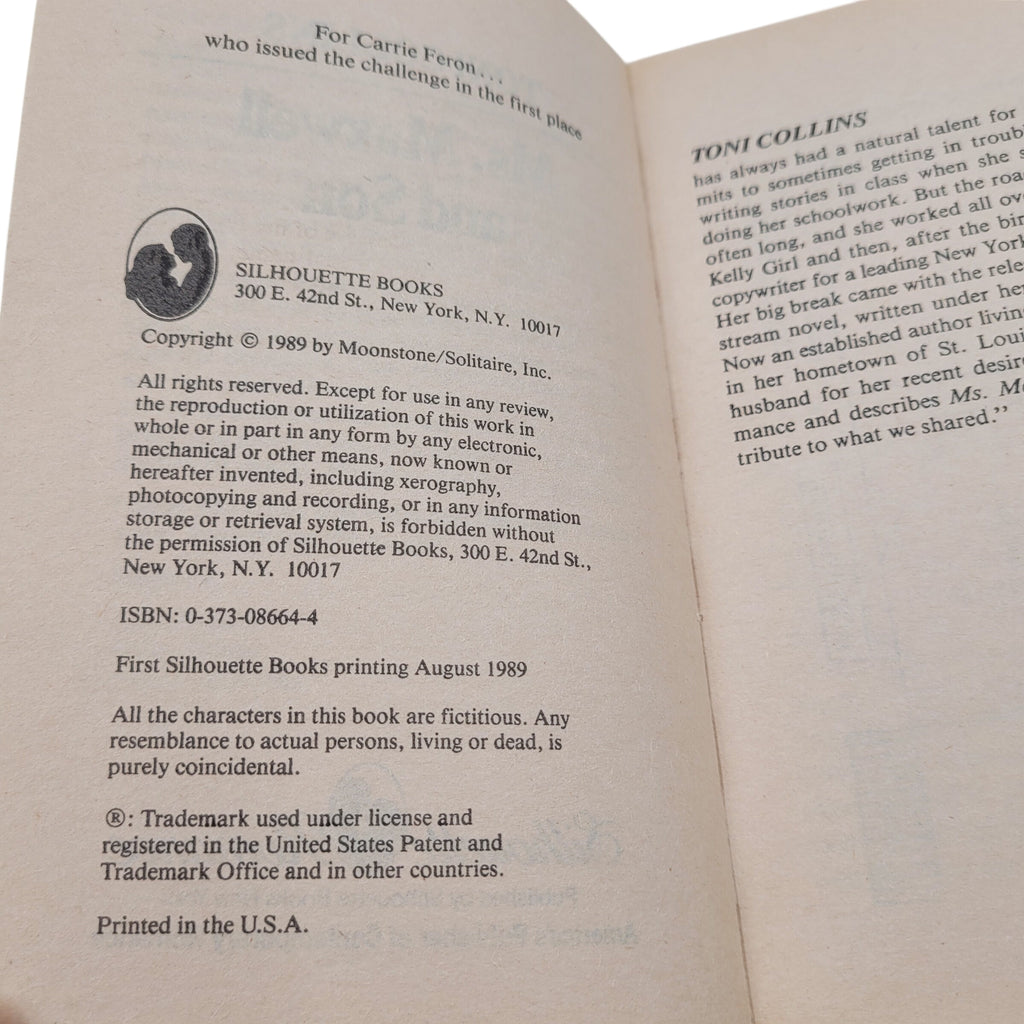 For Carrie Feron . . .
who issued the challenge in the first place
SILHOUETTE BOOKS
300 E. 42nd St., New York, N.Y. 10017
Copyright © 1989 by Moonstone/Solitaire, Inc.
All rights reserved. Except for use in any review,
the reproduction or utilization of this work in
whole or in part in any form by any electronic,
mechanical or other means, now known or
hereafter invented, including xerography,
photocopying and recording, or in any information
storage or retrieval system, is forbidden without
the permission of Silhouette Books, 300 E. 42nd St.,
New York, N.Y. 10017
ISBN: 0-373-08664-4
First Silhouette Books printing August 1989
All the characters in this book are fictitious. Any
resemblance to actual persons, living or dead, is
purely coincidental.
®: Trademark used under license and
registered in the United States Patent and
Trademark Office and in other countries.
Printed in the U.S.A.
TONI COLLINS
has always had a natural talent for
mits to sometimes getting in
writing stories in class when she
doing her schoolwork. But the
often long, and she worked all
Kelly Girl and then, after the
copywriter for a leading New York
Her big break came with the
stream novel, written under
Now an established author
in her hometown of St.
husband for her recent
mance and describes Ms.
tribute to what we shared.”